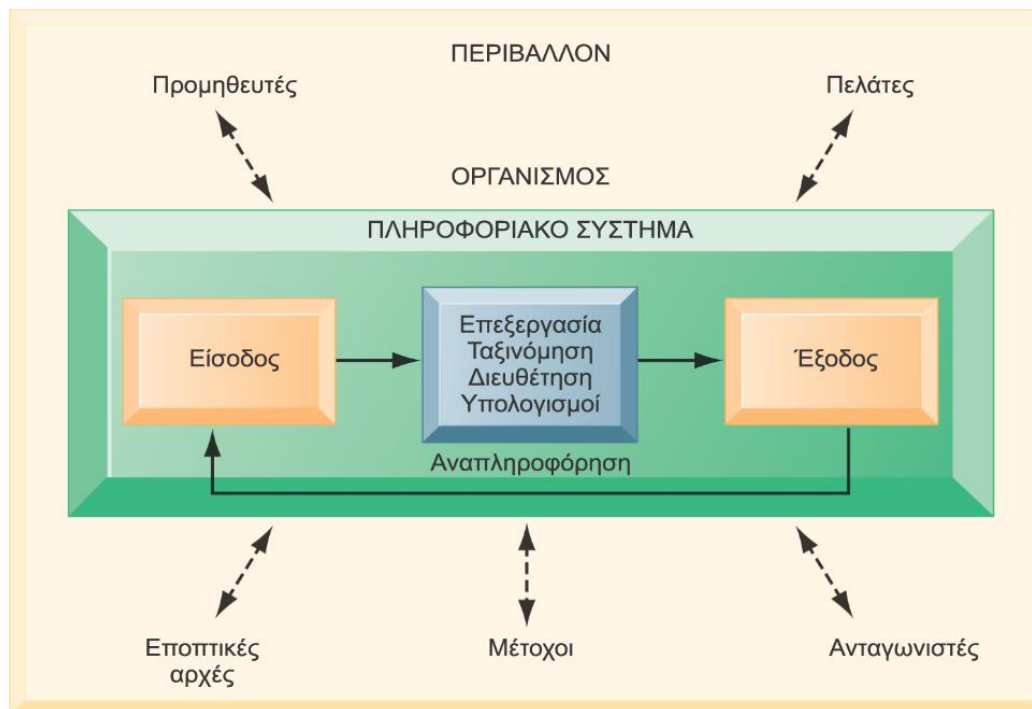 ΠΕΡΙΒΑΛΛΟΝ
Προμηθευτές
Πελάτες
ΟΡΓΑΝΙΣΜΟΣ
ΠΛΗΡΟΦΟΡΙΑΚΟ ΣΥΣΤΗΜΑ
Είσοδος
Επεξεργασία
Ταξινόμηση
Διευθέτηση
Υπολογισμοί
Έξοδος
Αναπληροφόρηση
Εποπτικές
αρχές
Μέτοχοι
Ανταγωνιστές